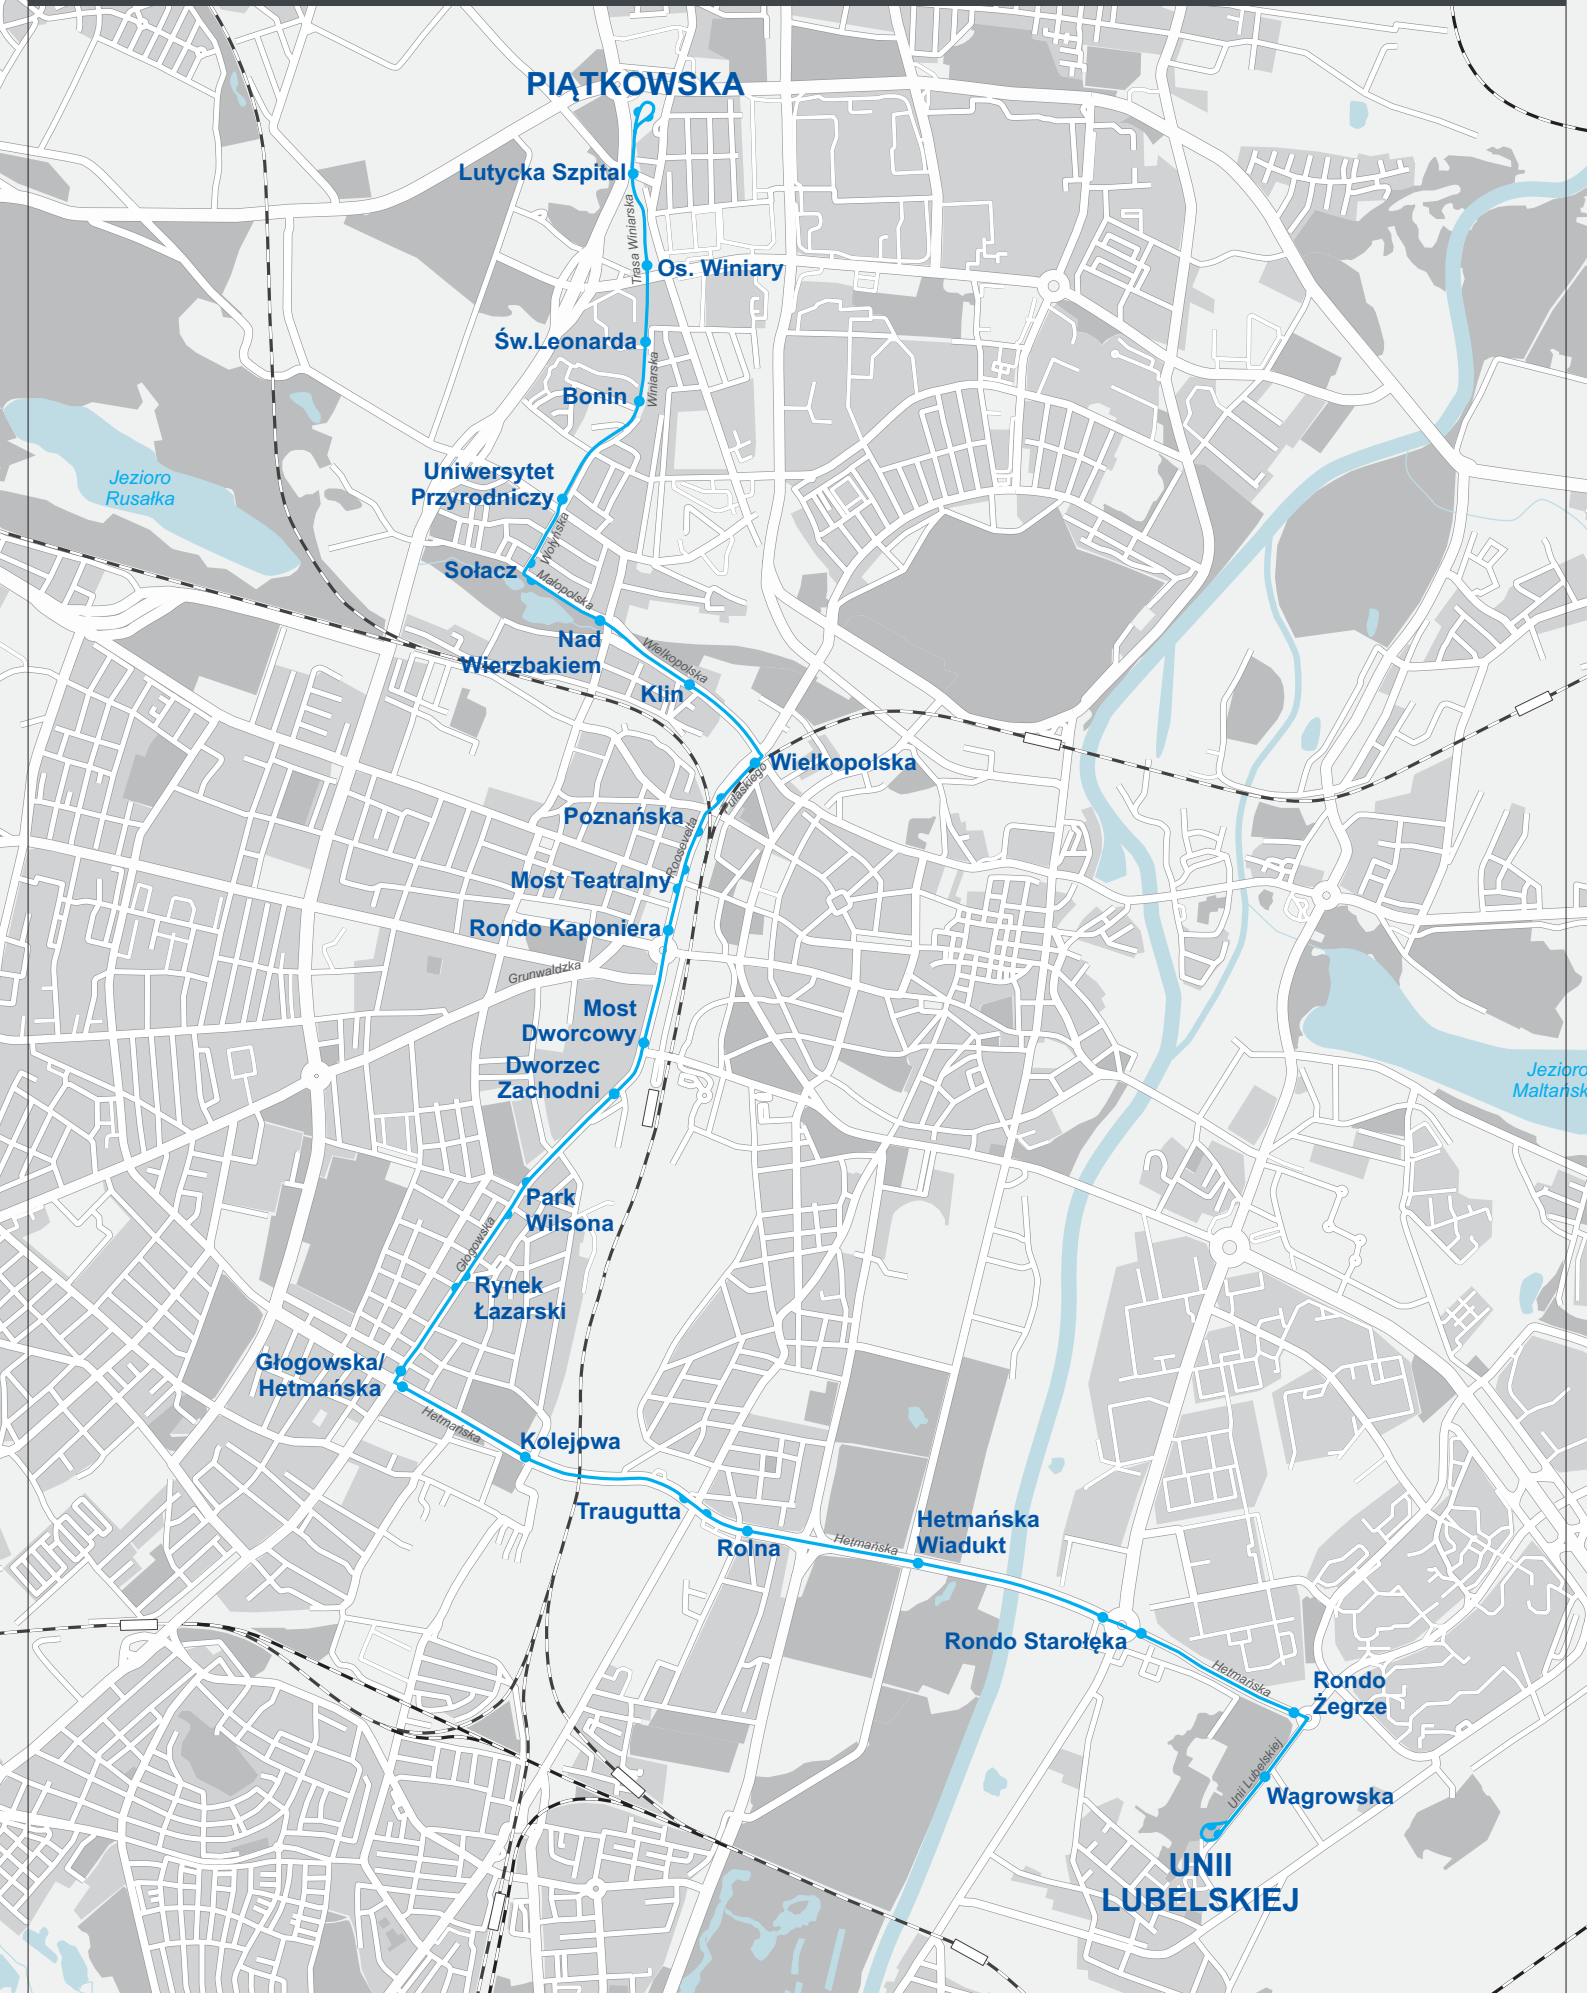 PIĄTKOWSKA
Lutycka Szpital
Trasa Winiarska
Os. Winiary
Św.Leonarda
Winiarska
Bonin
Uniwersytet
Przyrodniczy
Jezioro
Rusałka
Wołyńska
Sołacz
Małopolska
Nad
Wierzbakiem
Wielkopolska
Klin
Wielkopolska
Pułaskiego
Poznańska
Roosevelta
Most Teatralny
Rondo Kaponiera
Grunwaldzka
Most
Dworcowy
Dworzec
Zachodni
Jezioro
Maltańsk
Park
Wilsona
Głogowska
Rynek
Łazarski
Głogowska/
Hetmańska
Hetmańska
Kolejowa
Traugutta
Rolna
Hetmańska
Hetmańska
Wiadukt
Rondo Starołęka
Hetmańska
Rondo
Żegrze
Unii Lubelskiej
Wagrowska
UNII
LUBELSKIEJ